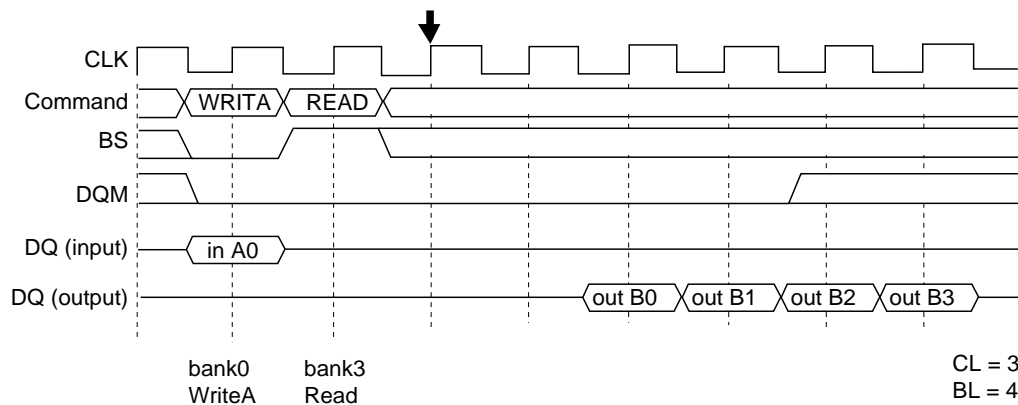 CLK
Command WRITA READ
BS
DQM
DQ (input) in A0
DQ (output) out B0 out B1 out B2 out B3
bank0 bank3 CL = 3
WriteA Read BL = 4